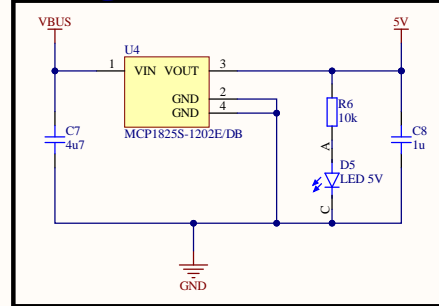 VBUS
5V
U4
1
VIN
VOUT
3
GND
2
GND
4
MCP1825S-1202E/DB
C7
4u7
R6
10k
C8
1u
A
D5
LED 5V
C
GND